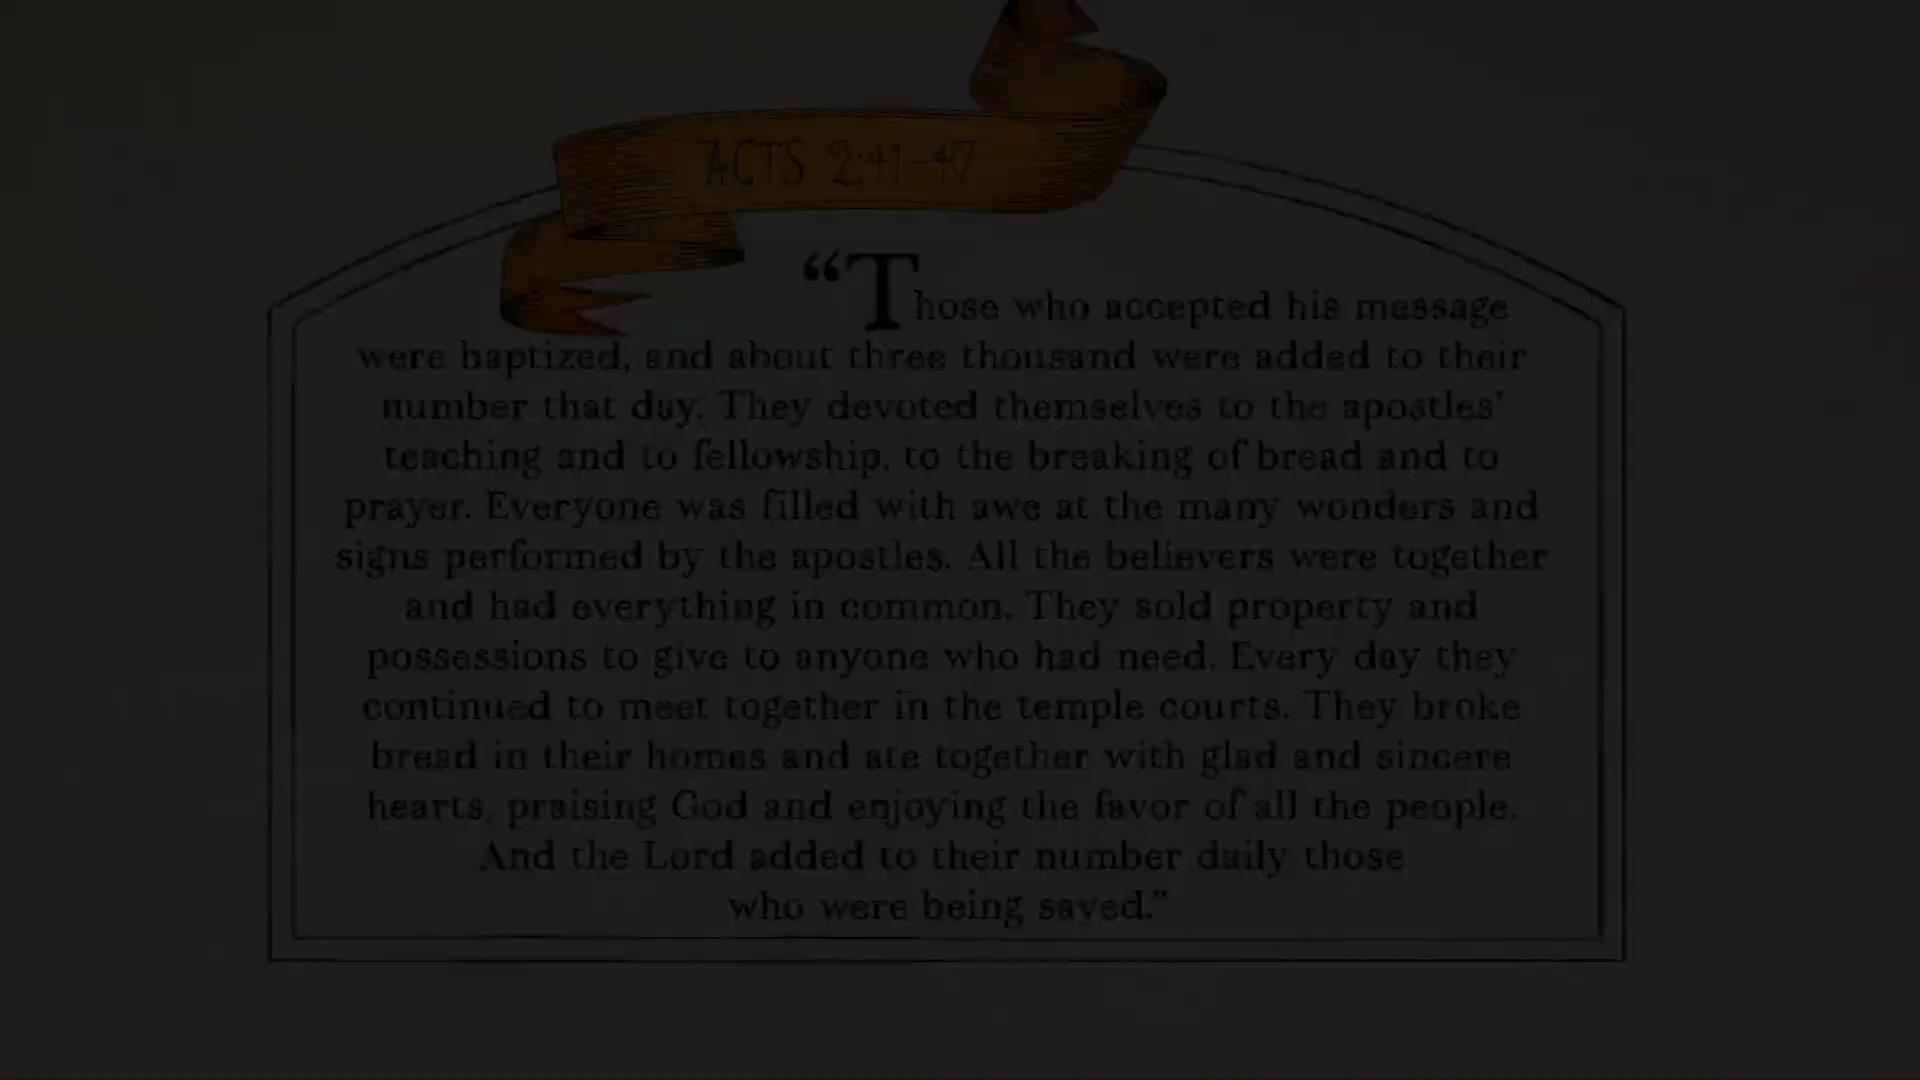 ACTS 2:41-47
“Those who accepted his message
were baptized, and about three thousand were added to their
number that day. They devoted themselves to the apostles’
teaching and to fellowship, to the breaking of bread and to
prayer. Everyone was filled with awe at the many wonders and
signs performed by the apostles. All the believers were together
and had everything in common. They sold property and
possessions to give to anyone who had need. Every day they
continued to meet together in the temple courts. They broke
bread in their homes and ate together with glad and sincere
hearts, praising God and enjoying the favor of all the people.
And the Lord added to their number daily those
who were being saved.”